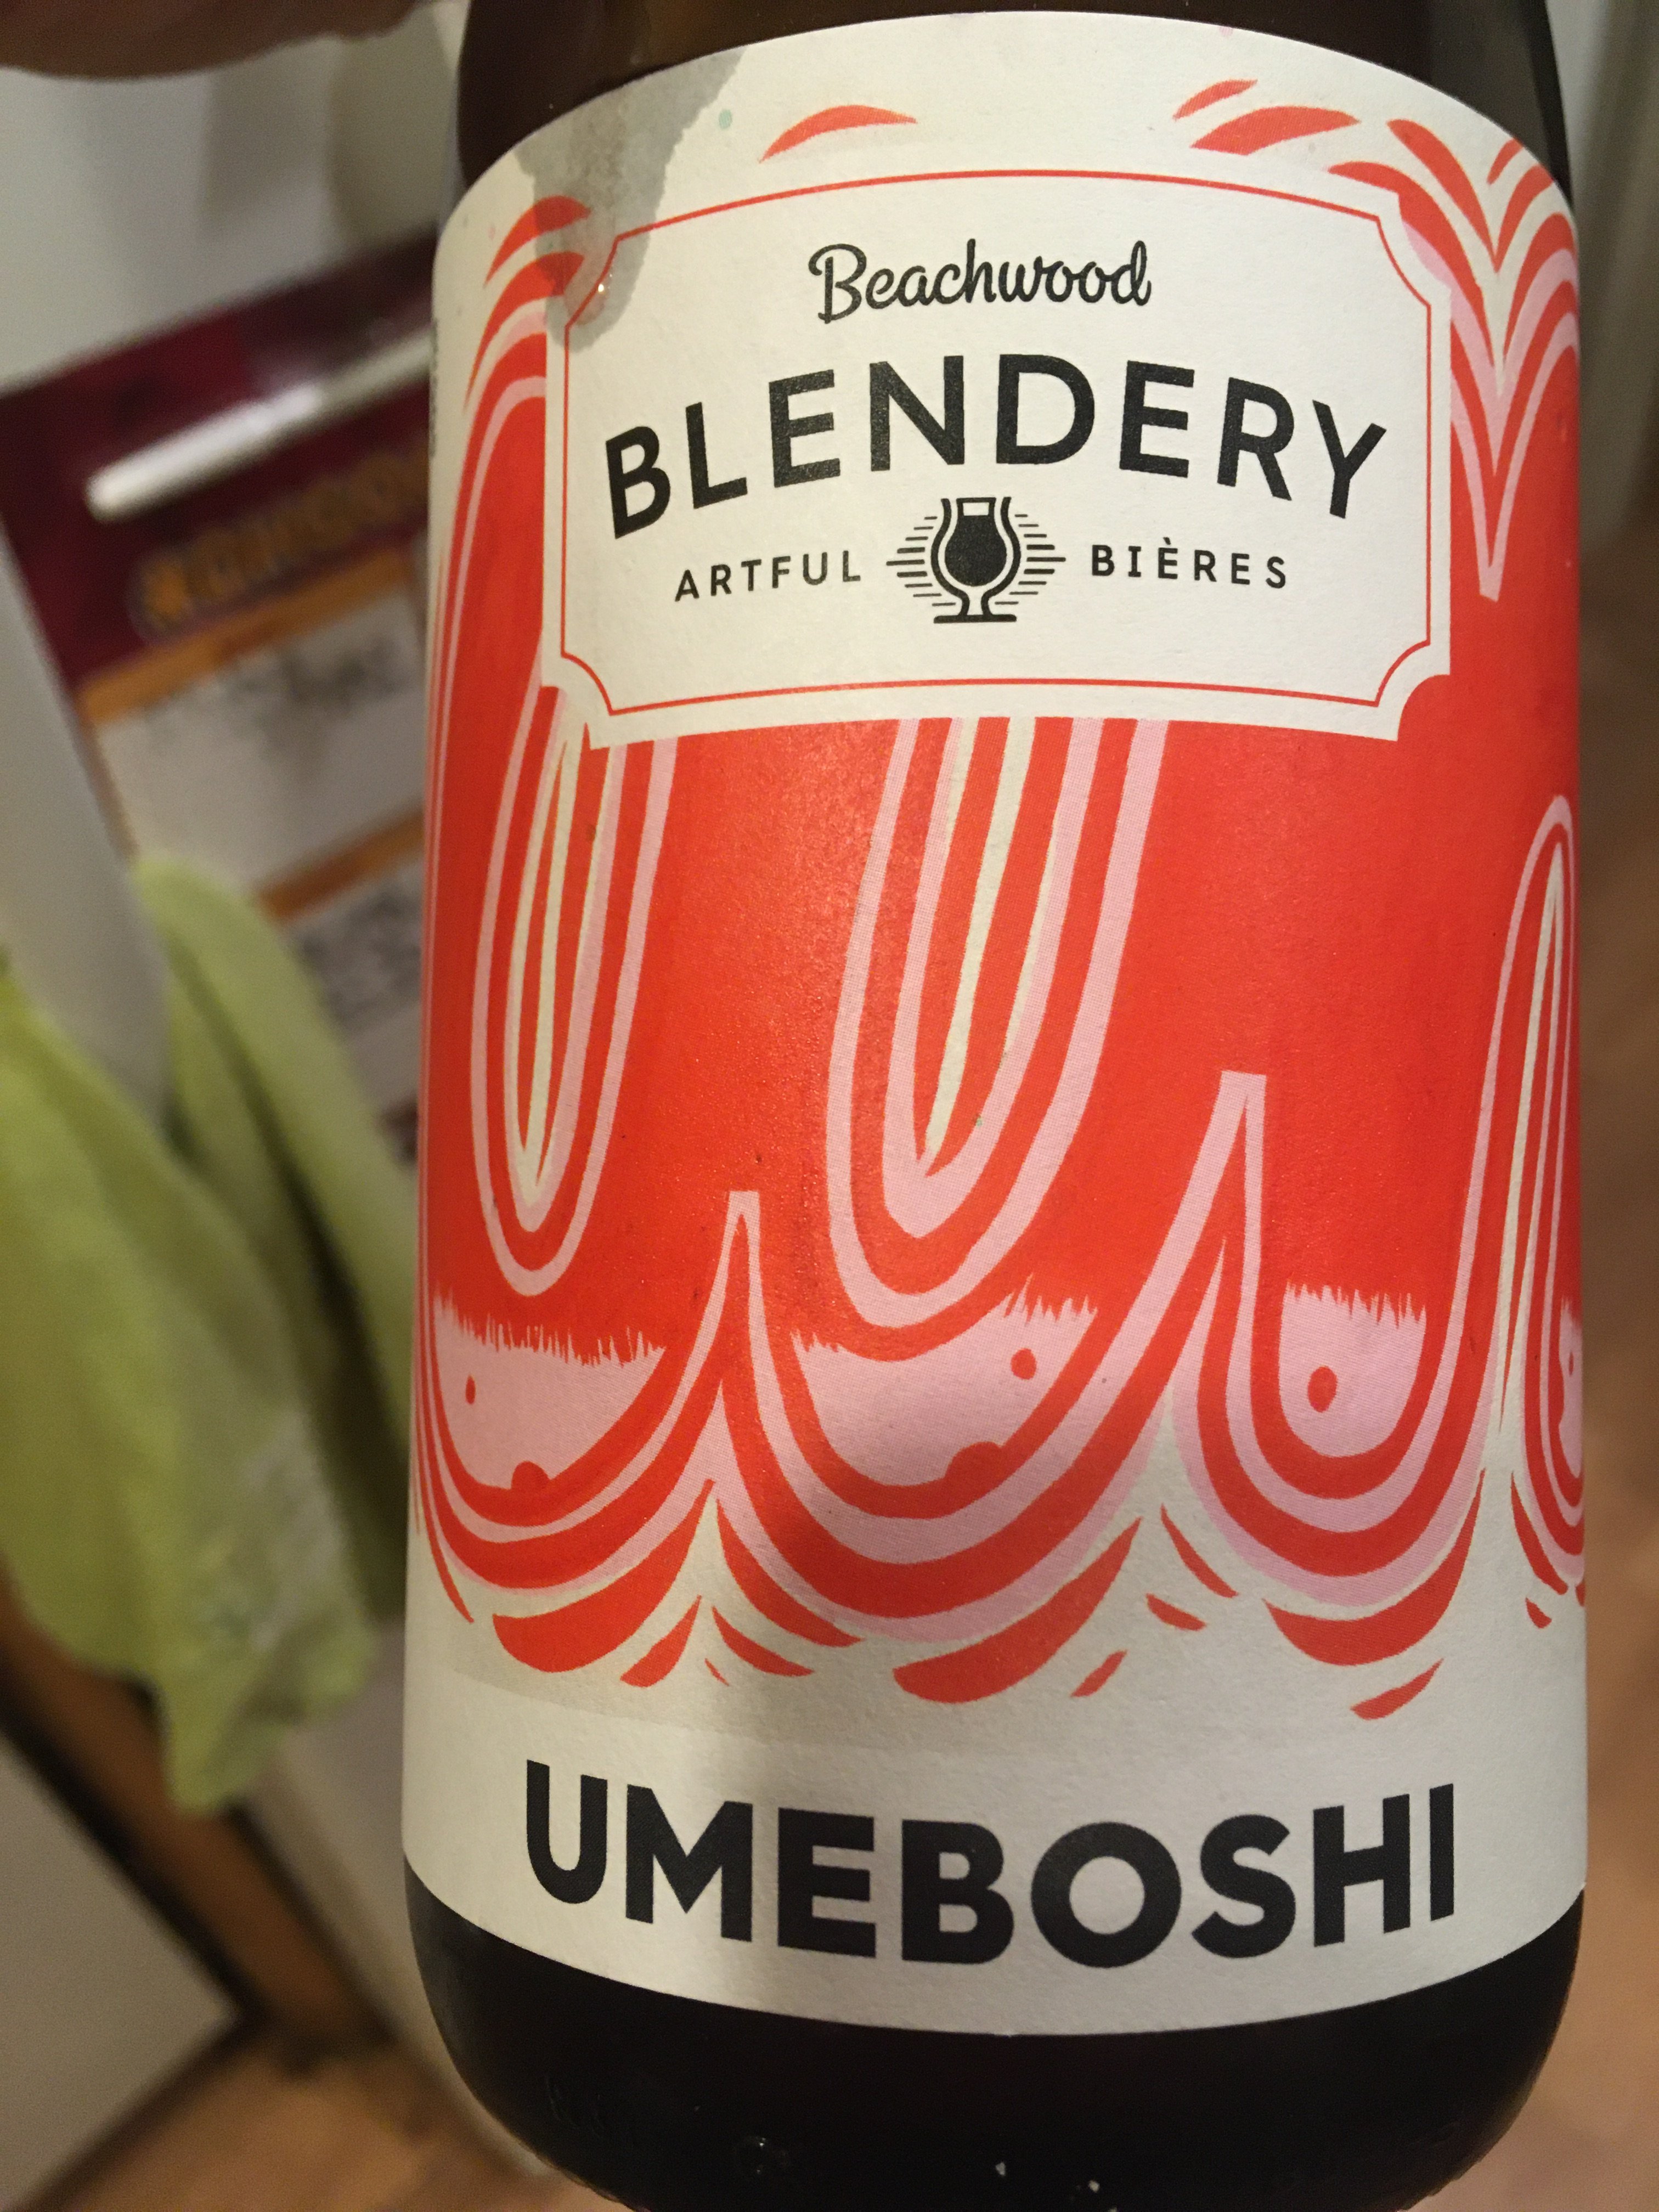 Beachwood
BLENDERY
ARTFUL BIÈRES
UMEBOSHI